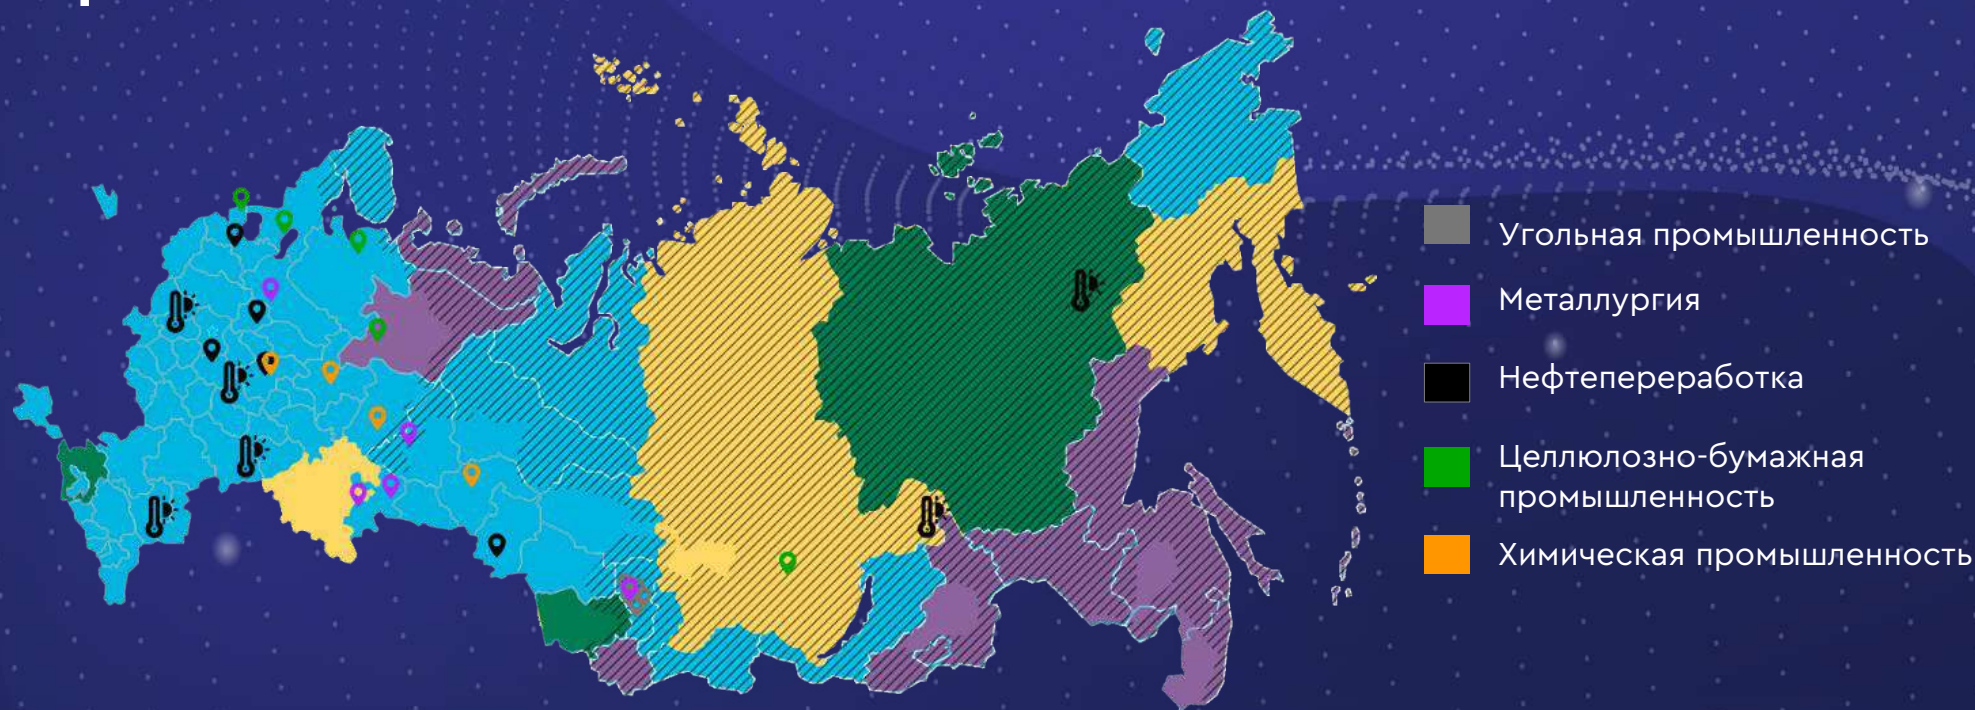 Угольная промышленность
Металлургия
Нефтепереработка
Целлюлозно-бумажная
промышленность
Химическая промышленность